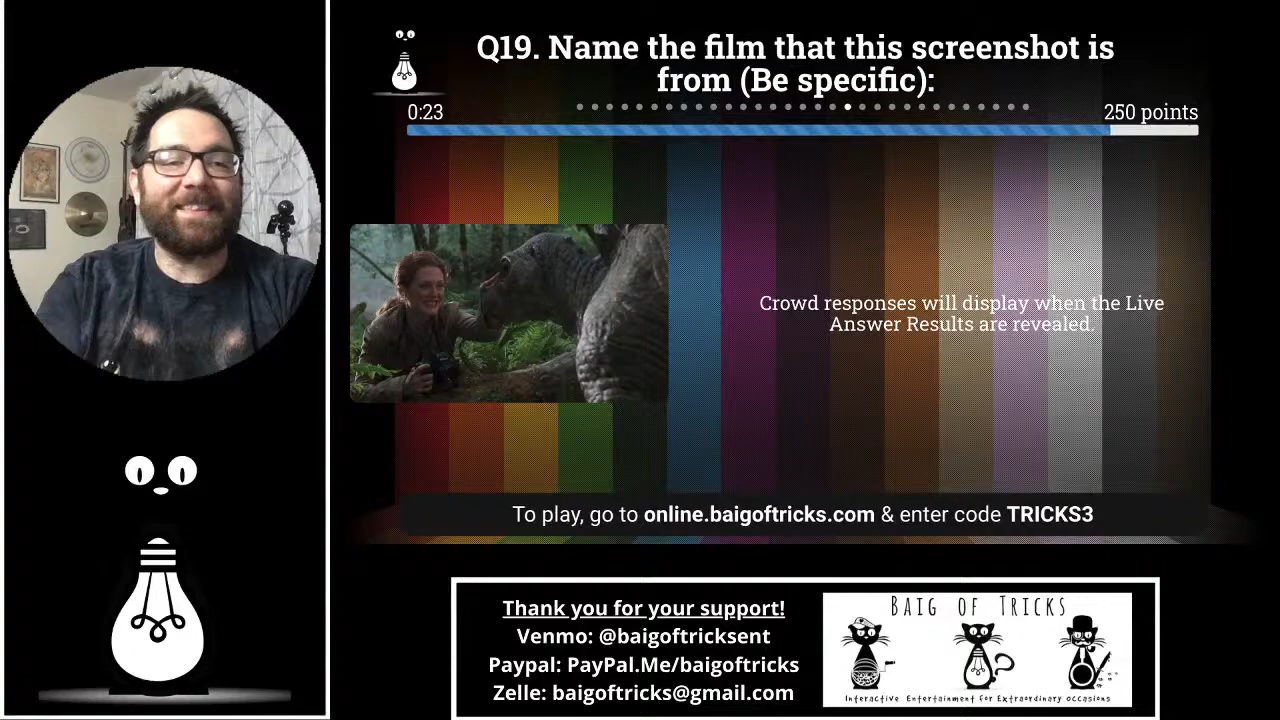 Q19. Name the film that this screenshot is
from (Be specific):
0:23
250 points
Crowd responses will display when the Live
Answer Results are revealed.
To play, go to online.baigoftricks.com & enter code TRICKS3
Thank you for your support!
Venmo: @baigoftricksent
Paypal: PayPal.Me/baigoftricks
Zelle: baigoftricks@gmail.com
BAIG OF TRICKS
Interactive Entertainment for Extraordinary Occasions